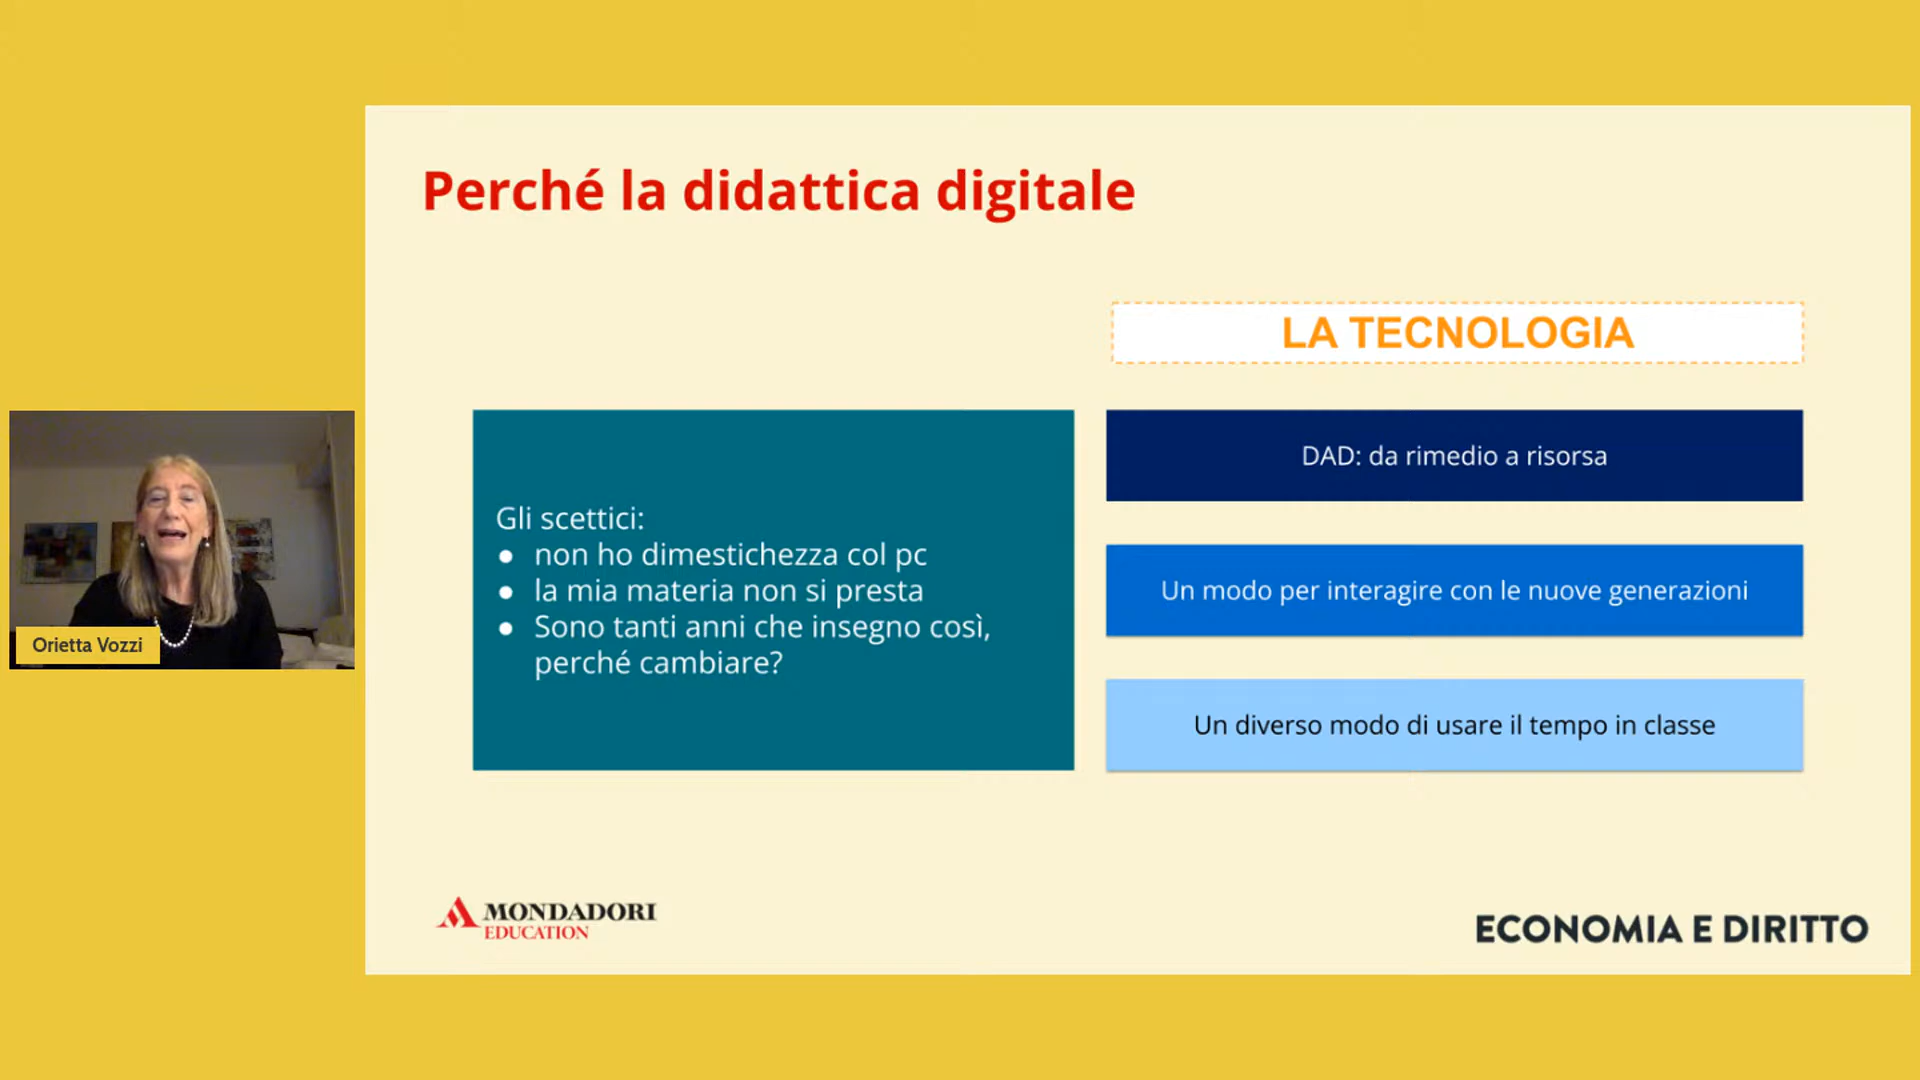 Perché la didattica digitale
LA TECNOLOGIA
Gli scettici:
● non ho dimestichezza col pc
● la mia materia non si presta
● Sono tanti anni che insegno così,
perché cambiare?
DAD: da rimedio a risorsa
Un modo per interagire con le nuove generazioni
Un diverso modo di usare il tempo in classe
Orietta Vozzi
MONDADORI
EDUCATION
ECONOMIA E DIRITTO